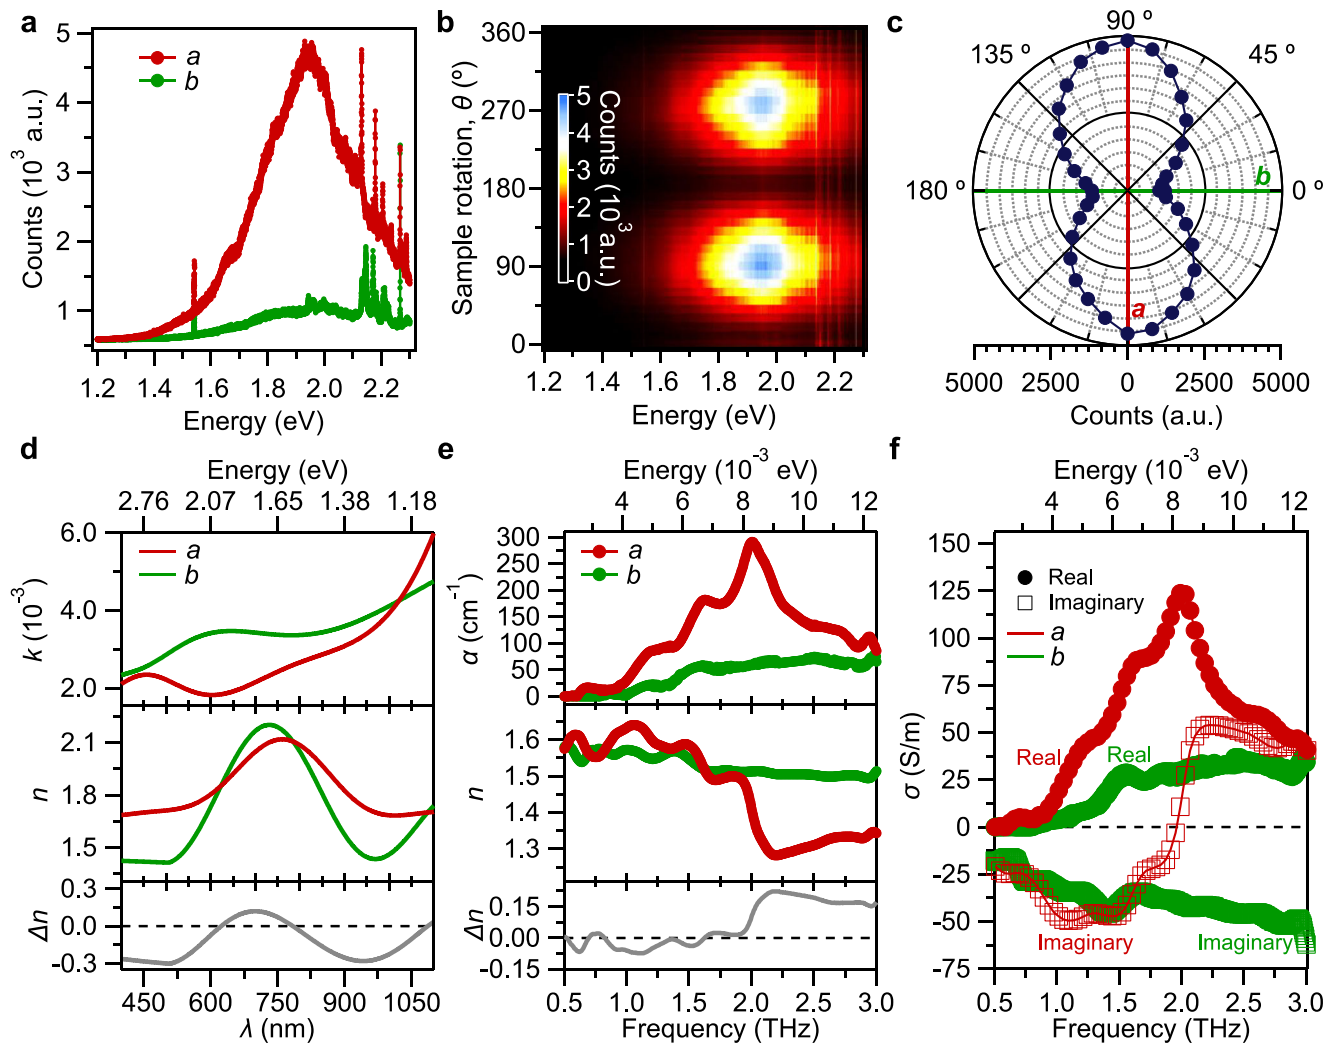 a
5
4
3
2
1
Counts (10³ a.u.)
a
b
1.2 1.4 1.6 1.8 2.0 2.2
Energy (eV)
b
360
270
180
90
0
Sample rotation, θ (º)
5
4
3
2
1
0
Counts (10³ a.u.)
1.2 1.4 1.6 1.8 2.0 2.2
Energy (eV)
c
90 º
135 º
45 º
180 º
0 º
b
a
5000 2500 0 2500 5000
Counts (a.u.)
d
Energy (eV)
2.76 2.07 1.65 1.38 1.18
6.0
4.0
2.0
k (10⁻³)
a
b
2.1
1.8
1.5
n
0.3
0.0
-0.3
Δn
450 600 750 900 1050
λ (nm)
e
Energy (10⁻³ eV)
4 6 8 10 12
300
250
200
150
100
50
0
α (cm⁻¹)
a
b
1.6
1.5
1.4
1.3
n
0.15
0.00
-0.15
Δn
0.5 1.0 1.5 2.0 2.5 3.0
Frequency (THz)
f
Energy (10⁻³ eV)
4 6 8 10 12
150
125
100
75
50
25
0
-25
-50
-75
σ (S/m)
Real
Imaginary
a
b
Real
Real
Imaginary
Imaginary
0.5 1.0 1.5 2.0 2.5 3.0
Frequency (THz)